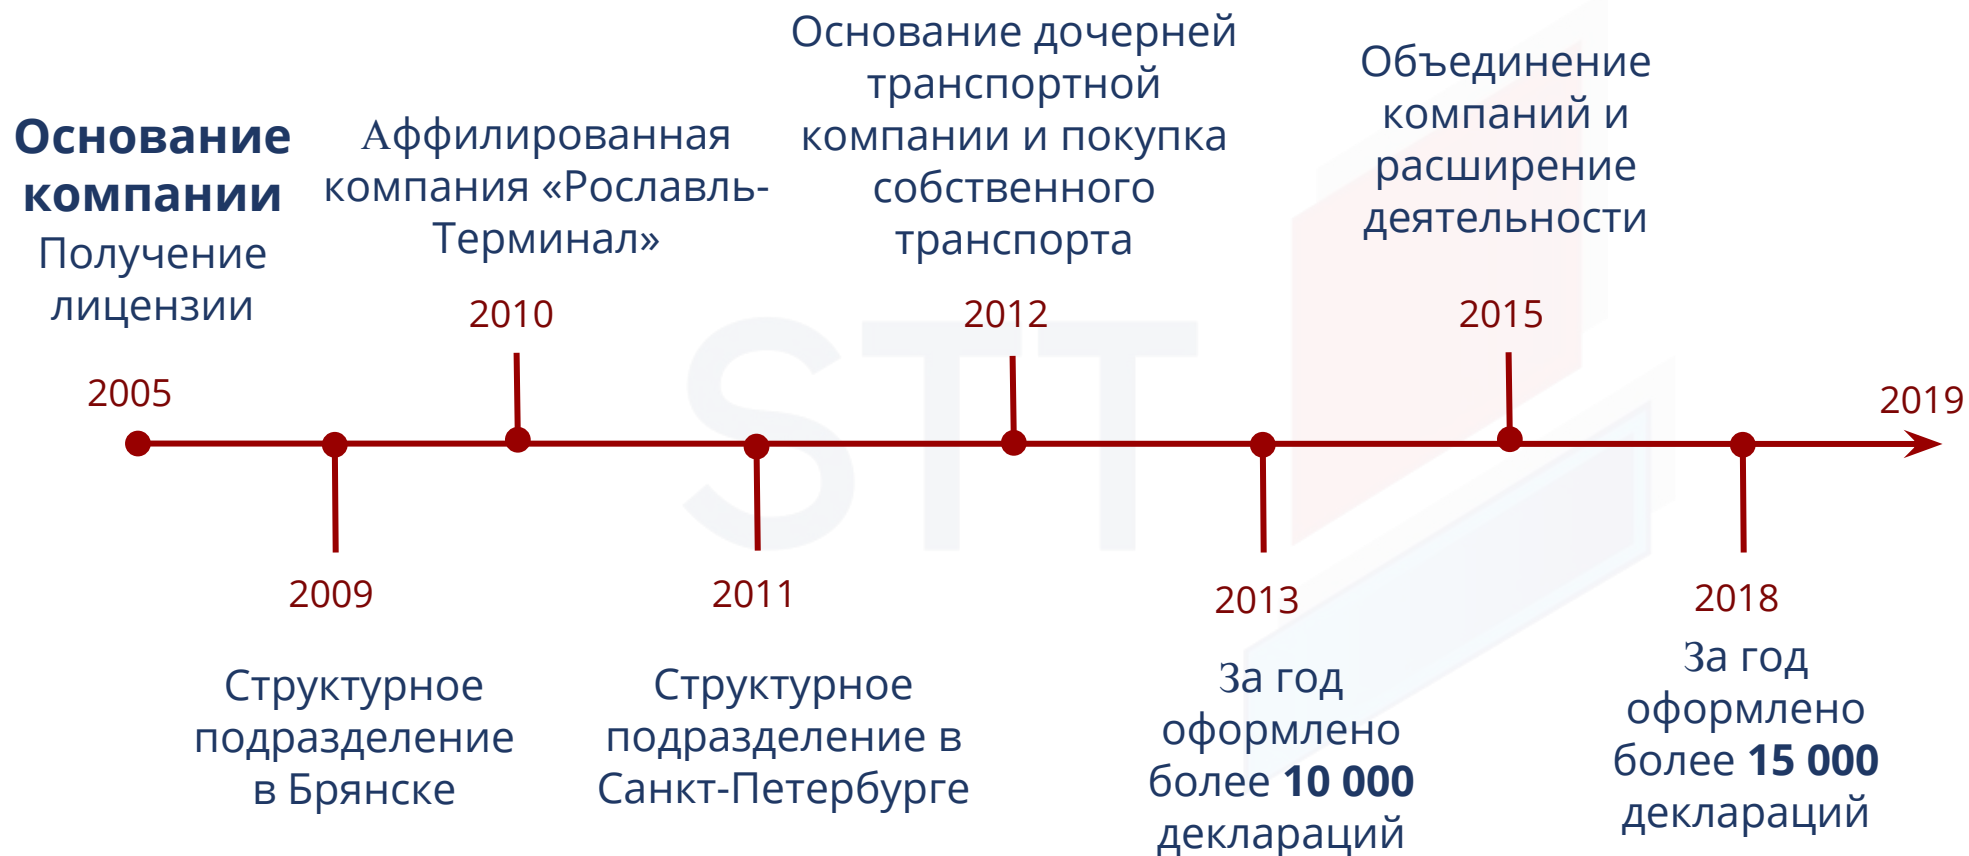 Основание
компании
Получение
лицензии
2005
Аффилированная
компания «Рославль-
Терминал»
2010
Основание дочерней
транспортной
компании и покупка
собственного
транспорта
2012
Объединение
компаний и
расширение
деятельности
2015
2019
STT
2009
Структурное
подразделение
в Брянске
2011
Структурное
подразделение в
Санкт-Петербурге
2013
За год
оформлено
более 10 000
деклараций
2018
За год
оформлено
более 15 000
деклараций